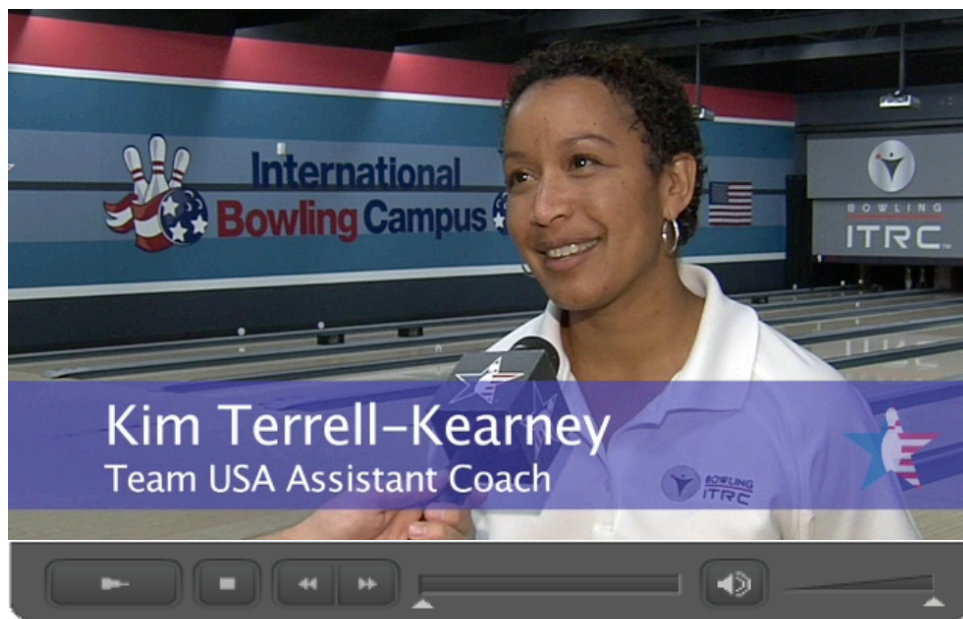 International
Bowling Campus
BOWLING
ITRC
Kim Terrell-Kearney
Team USA Assistant Coach
BOWLING
ITRC